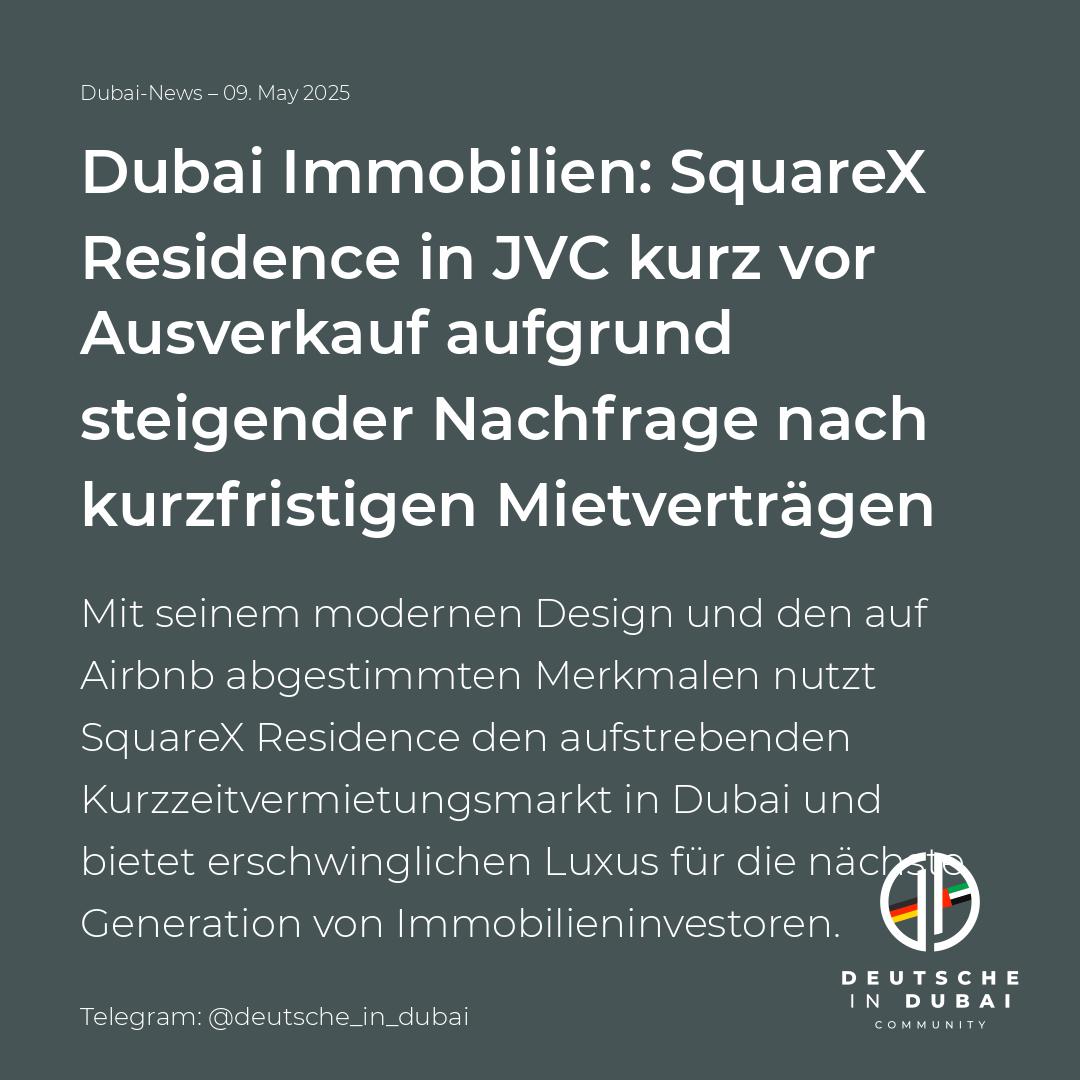 Dubai-News – 09. May 2025
Dubai Immobilien: SquareX
Residence in JVC kurz vor
Ausverkauf aufgrund
steigender Nachfrage nach
kurzfristigen Mietverträgen
Mit seinem modernen Design und den auf
Airbnb abgestimmten Merkmalen nutzt
SquareX Residence den aufstrebenden
Kurzzeitvermietungsmarkt in Dubai und
bietet erschwinglichen Luxus für die nächste
Generation von Immobilieninvestoren.
DEUTSCHE
IN DUBAI
COMMUNITY
Telegram: @deutsche_in_dubai